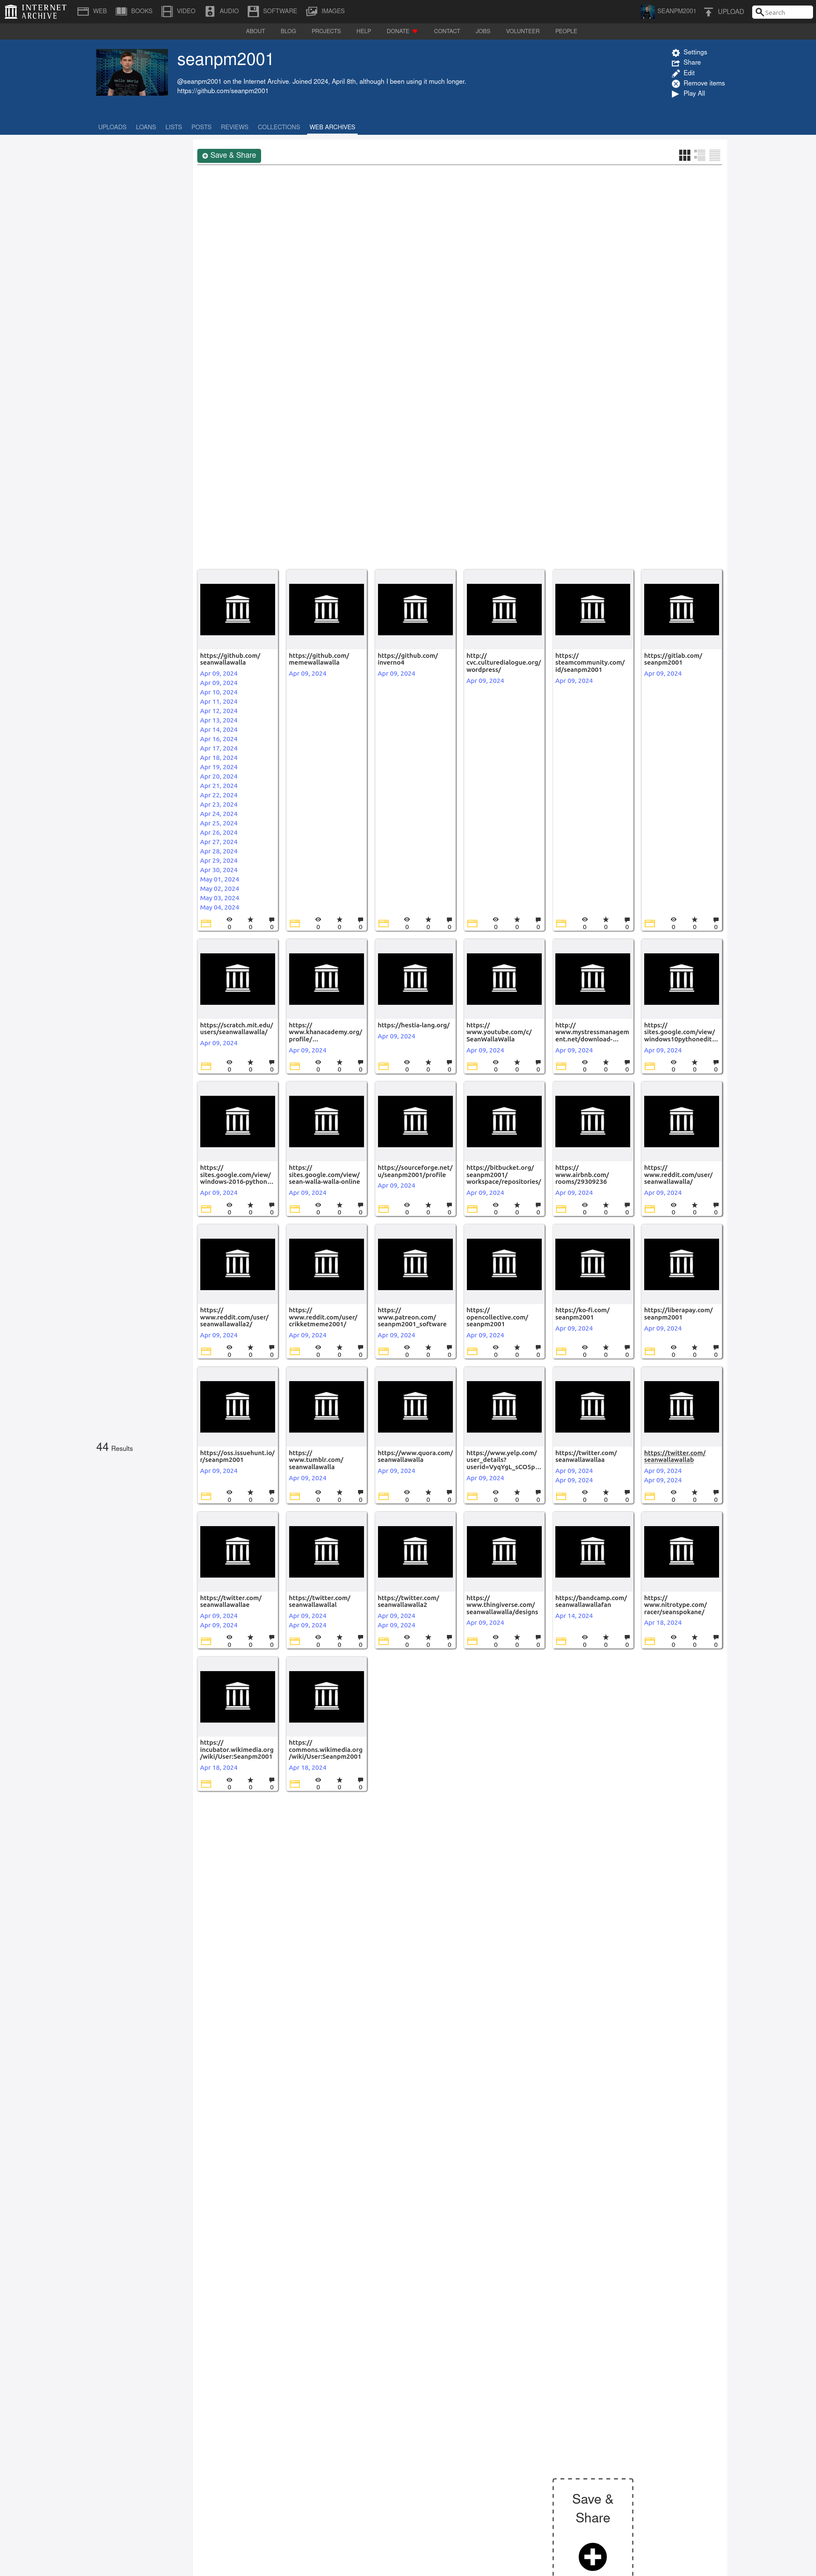 INTERNET ARCHIVE
WEB
BOOKS
VIDEO
AUDIO
SOFTWARE
IMAGES
SEANPM2001
UPLOAD
Search
ABOUT
BLOG
PROJECTS
HELP
DONATE
CONTACT
JOBS
VOLUNTEER
PEOPLE
seanpm2001
@seanpm2001 on the Internet Archive. Joined 2024, April 8th, although I been using it much longer.
https://github.com/seanpm2001
Settings
Share
Edit
Remove items
Play All
UPLOADS
LOANS
LISTS
POSTS
REVIEWS
COLLECTIONS
WEB ARCHIVES
Save & Share
44 Results
https://github.com/
seanwallawalla
Apr 09, 2024
Apr 09, 2024
Apr 10, 2024
Apr 11, 2024
Apr 12, 2024
Apr 13, 2024
Apr 14, 2024
Apr 16, 2024
Apr 17, 2024
Apr 18, 2024
Apr 19, 2024
Apr 20, 2024
Apr 21, 2024
Apr 22, 2024
Apr 23, 2024
Apr 24, 2024
Apr 25, 2024
Apr 26, 2024
Apr 27, 2024
Apr 28, 2024
Apr 29, 2024
Apr 30, 2024
May 01, 2024
May 02, 2024
May 03, 2024
May 04, 2024
0 0 0
https://github.com/
memewallawalla
Apr 09, 2024
0 0 0
https://github.com/
inverno4
Apr 09, 2024
0 0 0
http://
cvc.culturedialogue.org/
wordpress/
Apr 09, 2024
0 0 0
https://
steamcommunity.com/
id/seanpm2001
Apr 09, 2024
0 0 0
https://gitlab.com/
seanpm2001
Apr 09, 2024
0 0 0
https://scratch.mit.edu/
users/seanwallawalla/
Apr 09, 2024
0 0 0
https://
www.khanacademy.org/
profile/...
Apr 09, 2024
0 0 0
https://hestia-lang.org/
Apr 09, 2024
0 0 0
https://
www.youtube.com/c/
SeanWallaWalla
Apr 09, 2024
0 0 0
http://
www.mystressmanagem
ent.net/download-...
Apr 09, 2024
0 0 0
https://
sites.google.com/view/
windows10pythonedit...
Apr 09, 2024
0 0 0
https://
sites.google.com/view/
windows-2016-python...
Apr 09, 2024
0 0 0
https://
sites.google.com/view/
sean-walla-walla-online
Apr 09, 2024
0 0 0
https://sourceforge.net/
u/seanpm2001/profile
Apr 09, 2024
0 0 0
https://bitbucket.org/
seanpm2001/
workspace/repositories/
Apr 09, 2024
0 0 0
https://
www.airbnb.com/
rooms/29309236
Apr 09, 2024
0 0 0
https://
www.reddit.com/user/
seanwallawalla/
Apr 09, 2024
0 0 0
https://
www.reddit.com/user/
seanwallawalla2/
Apr 09, 2024
0 0 0
https://
www.reddit.com/user/
crikketmeme2001/
Apr 09, 2024
0 0 0
https://
www.patreon.com/
seanpm2001_software
Apr 09, 2024
0 0 0
https://
opencollective.com/
seanpm2001
Apr 09, 2024
0 0 0
https://ko-fi.com/
seanpm2001
Apr 09, 2024
0 0 0
https://liberapay.com/
seanpm2001
Apr 09, 2024
0 0 0
https://oss.issuehunt.io/
r/seanpm2001
Apr 09, 2024
0 0 0
https://
www.tumblr.com/
seanwallawalla
Apr 09, 2024
0 0 0
https://www.quora.com/
seanwallawalla
Apr 09, 2024
0 0 0
https://www.yelp.com/
user_details?
userid=VyqYgL_sCOSp...
Apr 09, 2024
0 0 0
https://twitter.com/
seanwallawallaa
Apr 09, 2024
Apr 09, 2024
0 0 0
https://twitter.com/
seanwallawallab
Apr 09, 2024
Apr 09, 2024
0 0 0
https://twitter.com/
seanwallawallae
Apr 09, 2024
Apr 09, 2024
0 0 0
https://twitter.com/
seanwallawallal
Apr 09, 2024
Apr 09, 2024
0 0 0
https://twitter.com/
seanwallawalla2
Apr 09, 2024
Apr 09, 2024
0 0 0
https://
www.thingiverse.com/
seanwallawalla/designs
Apr 09, 2024
0 0 0
https://bandcamp.com/
seanwallawallafan
Apr 14, 2024
0 0 0
https://
www.nitrotype.com/
racer/seanspokane/
Apr 18, 2024
0 0 0
https://
incubator.wikimedia.org
/wiki/User:Seanpm2001
Apr 18, 2024
0 0 0
https://
commons.wikimedia.org
/wiki/User:Seanpm2001
Apr 18, 2024
0 0 0
Save &
Share